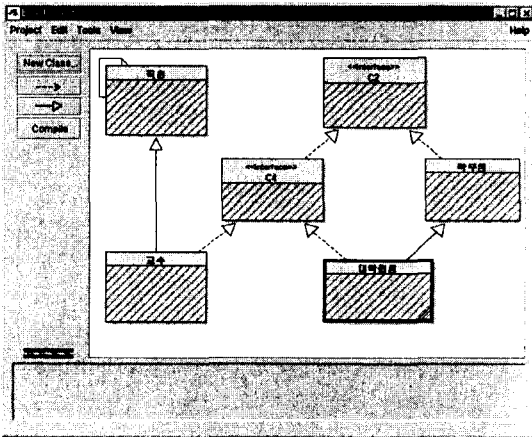 Project Edit Tools View Help
New Class...
Compile
직원
<<interface>>
C2
<<interface>>
C1
학부생
교수
대학원생